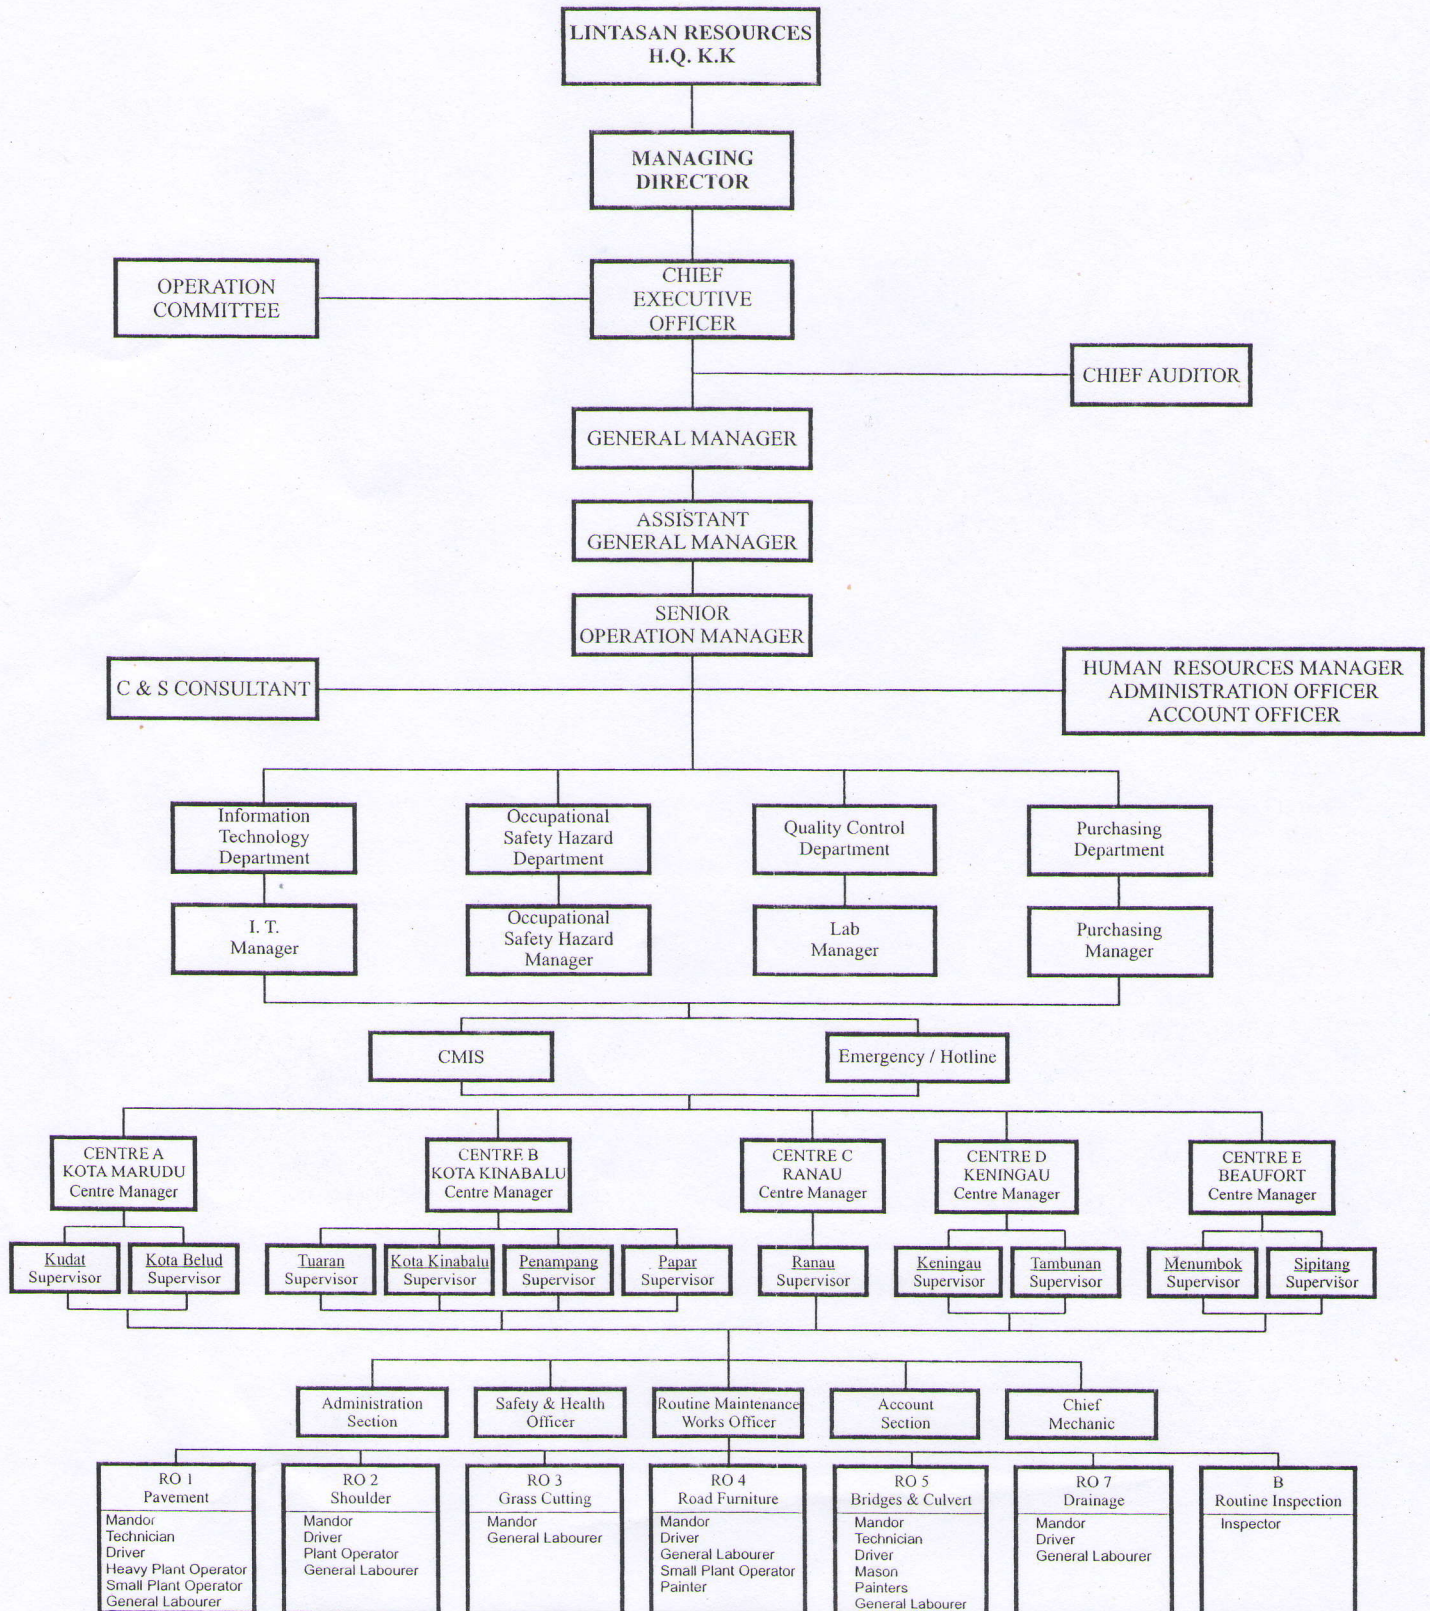 LINTASAN RESOURCES
H.Q. K.K
MANAGING
DIRECTOR
OPERATION
COMMITTEE
CHIEF
EXECUTIVE
OFFICER
CHIEF AUDITOR
GENERAL MANAGER
ASSISTANT
GENERAL MANAGER
SENIOR
OPERATION MANAGER
C & S CONSULTANT
HUMAN RESOURCES MANAGER
ADMINISTRATION OFFICER
ACCOUNT OFFICER
Information
Technology
Department
Occupational
Safety Hazard
Department
Quality Control
Department
Purchasing
Department
I. T.
Manager
Occupational
Safety Hazard
Manager
Lab
Manager
Purchasing
Manager
CMIS
Emergency / Hotline
CENTRE A
KOTA MARUDU
Centre Manager
CENTRE B
KOTA KINABALU
Centre Manager
CENTRE C
RANAU
Centre Manager
CENTRE D
KENINGAU
Centre Manager
CENTRE E
BEAUFORT
Centre Manager
Kudat
Supervisor
Kota Belud
Supervisor
Tuaran
Supervisor
Kota Kinabalu
Supervisor
Penampang
Supervisor
Papar
Supervisor
Ranau
Supervisor
Keningau
Supervisor
Tambunan
Supervisor
Menumbok
Supervisor
Sipitang
Supervisor
Administration
Section
Safety & Health
Officer
Routine Maintenance
Works Officer
Account
Section
Chief
Mechanic
RO 1
Pavement
Mandor
Technician
Driver
Heavy Plant Operator
Small Plant Operator
General Labourer
RO 2
Shoulder
Mandor
Driver
Plant Operator
General Labourer
RO 3
Grass Cutting
Mandor
General Labourer
RO 4
Road Furniture
Mandor
Driver
General Labourer
Small Plant Operator
Painter
RO 5
Bridges & Culvert
Mandor
Technician
Driver
Mason
Painters
General Labourer
RO 7
Drainage
Mandor
Driver
General Labourer
B
Routine Inspection
Inspector